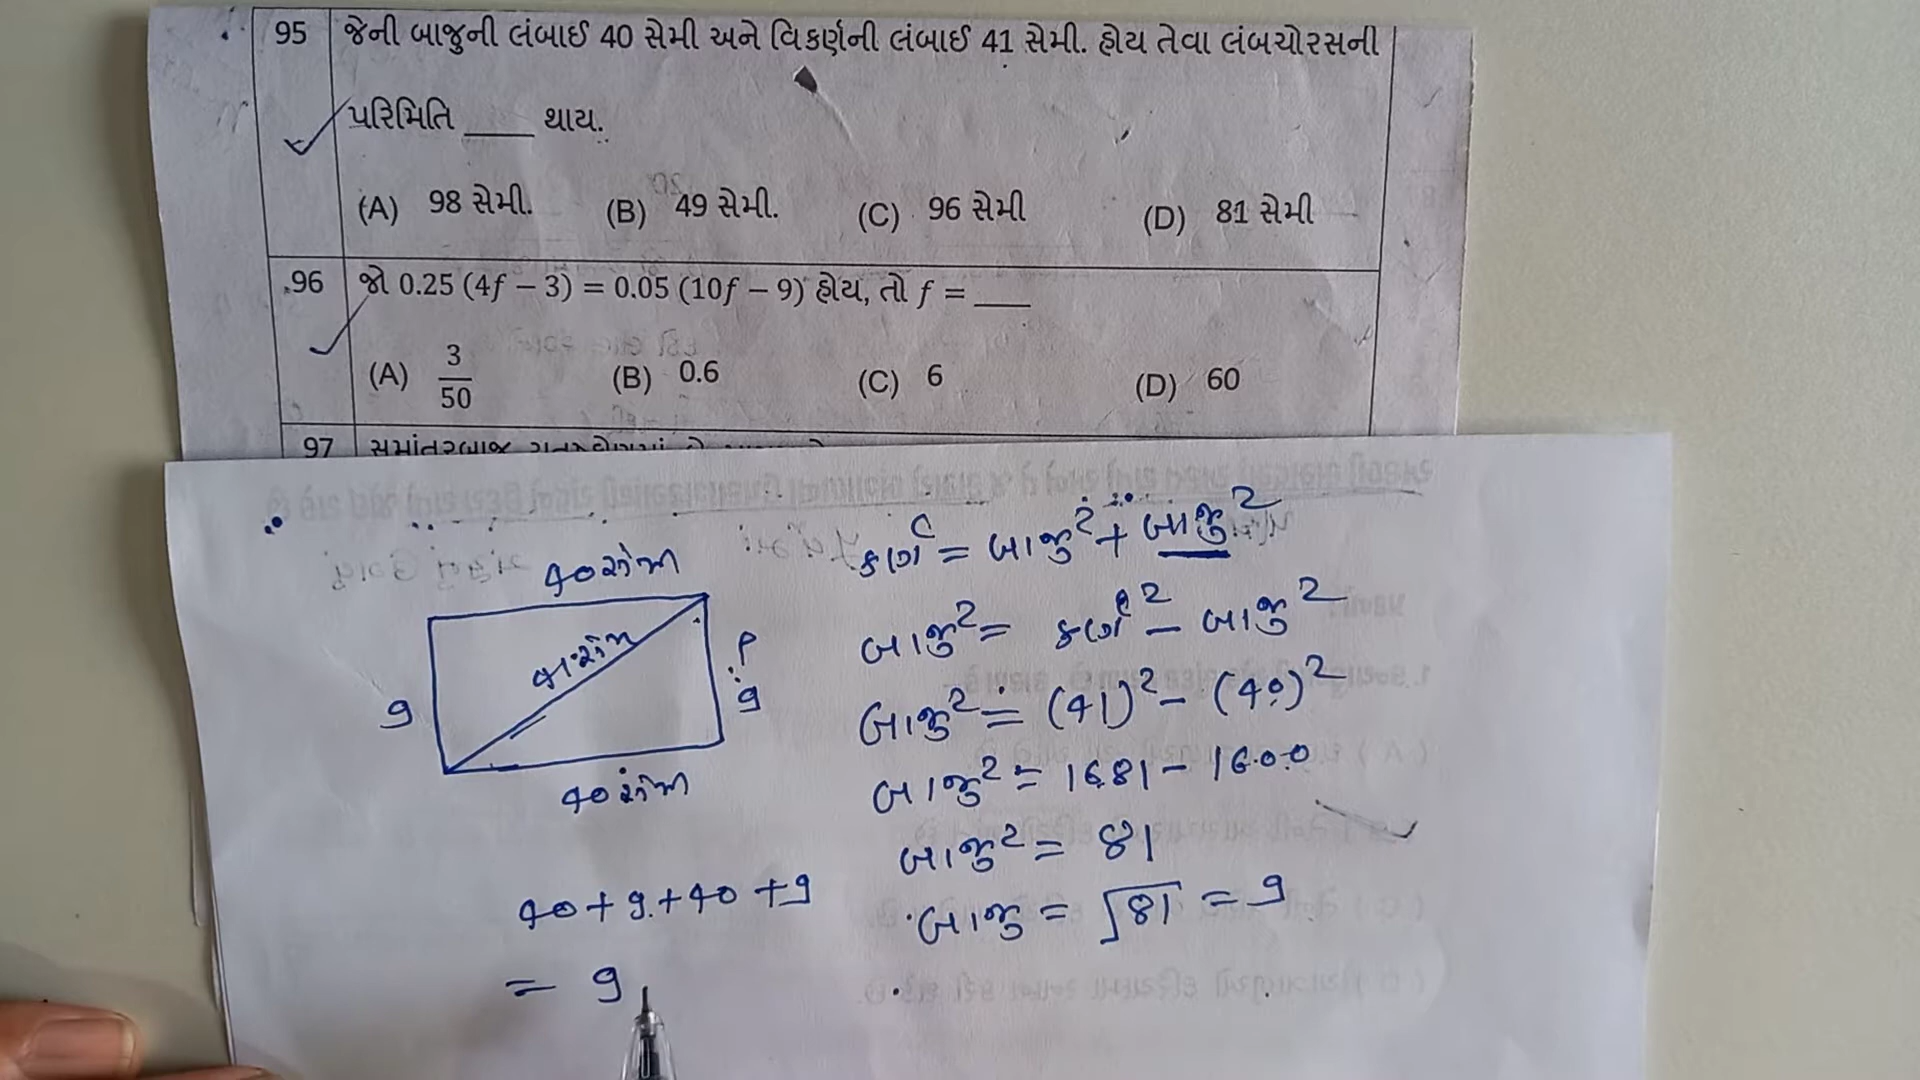 95 જેની બાજુની લંબાઈ 40 સેમી અને વિકર્ણની લંબાઈ 41 સેમી. હોય તેવા લંબચોરસની
પરિમિતિ ____ થાય.
(A) 98 સેમી. (B) 49 સેમી. (C) 96 સેમી (D) 81 સેમી
96 જો 0.25 (4f – 3) = 0.05 (10f – 9) હોય, તો f = ____
(A) 3/50 (B) 0.6 (C) 6 (D) 60
97 સમાંતરબાજુ
40 સેમી
41 સેમી
9
?
9
40 સેમી
40 + 9 + 40 + 9
= 9
કર્ણ² = બાજુ² + બાજુ²
બાજુ² = કર્ણ² – બાજુ²
બાજુ² = (41)² – (40)²
બાજુ² = 1681 – 1600
બાજુ² = 81
બાજુ = √81 = 9